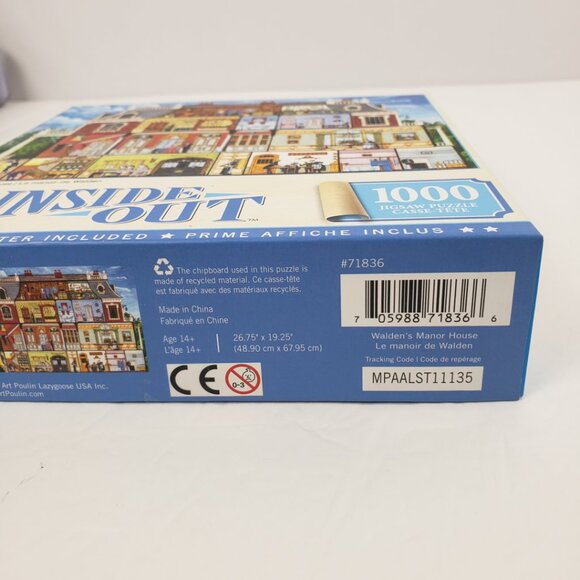 INSIDE
OUT™
1000
JIGSAW PUZZLE
CASSE-TÊTE
TER INCLUDED ★ PRIME AFFICHE INCLUS ★ ★
The chipboard used in this puzzle is
made of recycled material. Ce casse-tête
est fabriqué avec des matériaux recyclés.
Made in China
Fabriqué en Chine
Age 14+
L'âge 14+
26.75" x 19.25"
(48.90 cm x 67.95 cm)
CE
0-3
Art Poulin Lazygoose USA Inc.
rtPoulin.com
#71836
7 05988 71836 6
Walden's Manor House
Le manoir de Walden
Tracking Code | Code de repérage
MPAALST11135